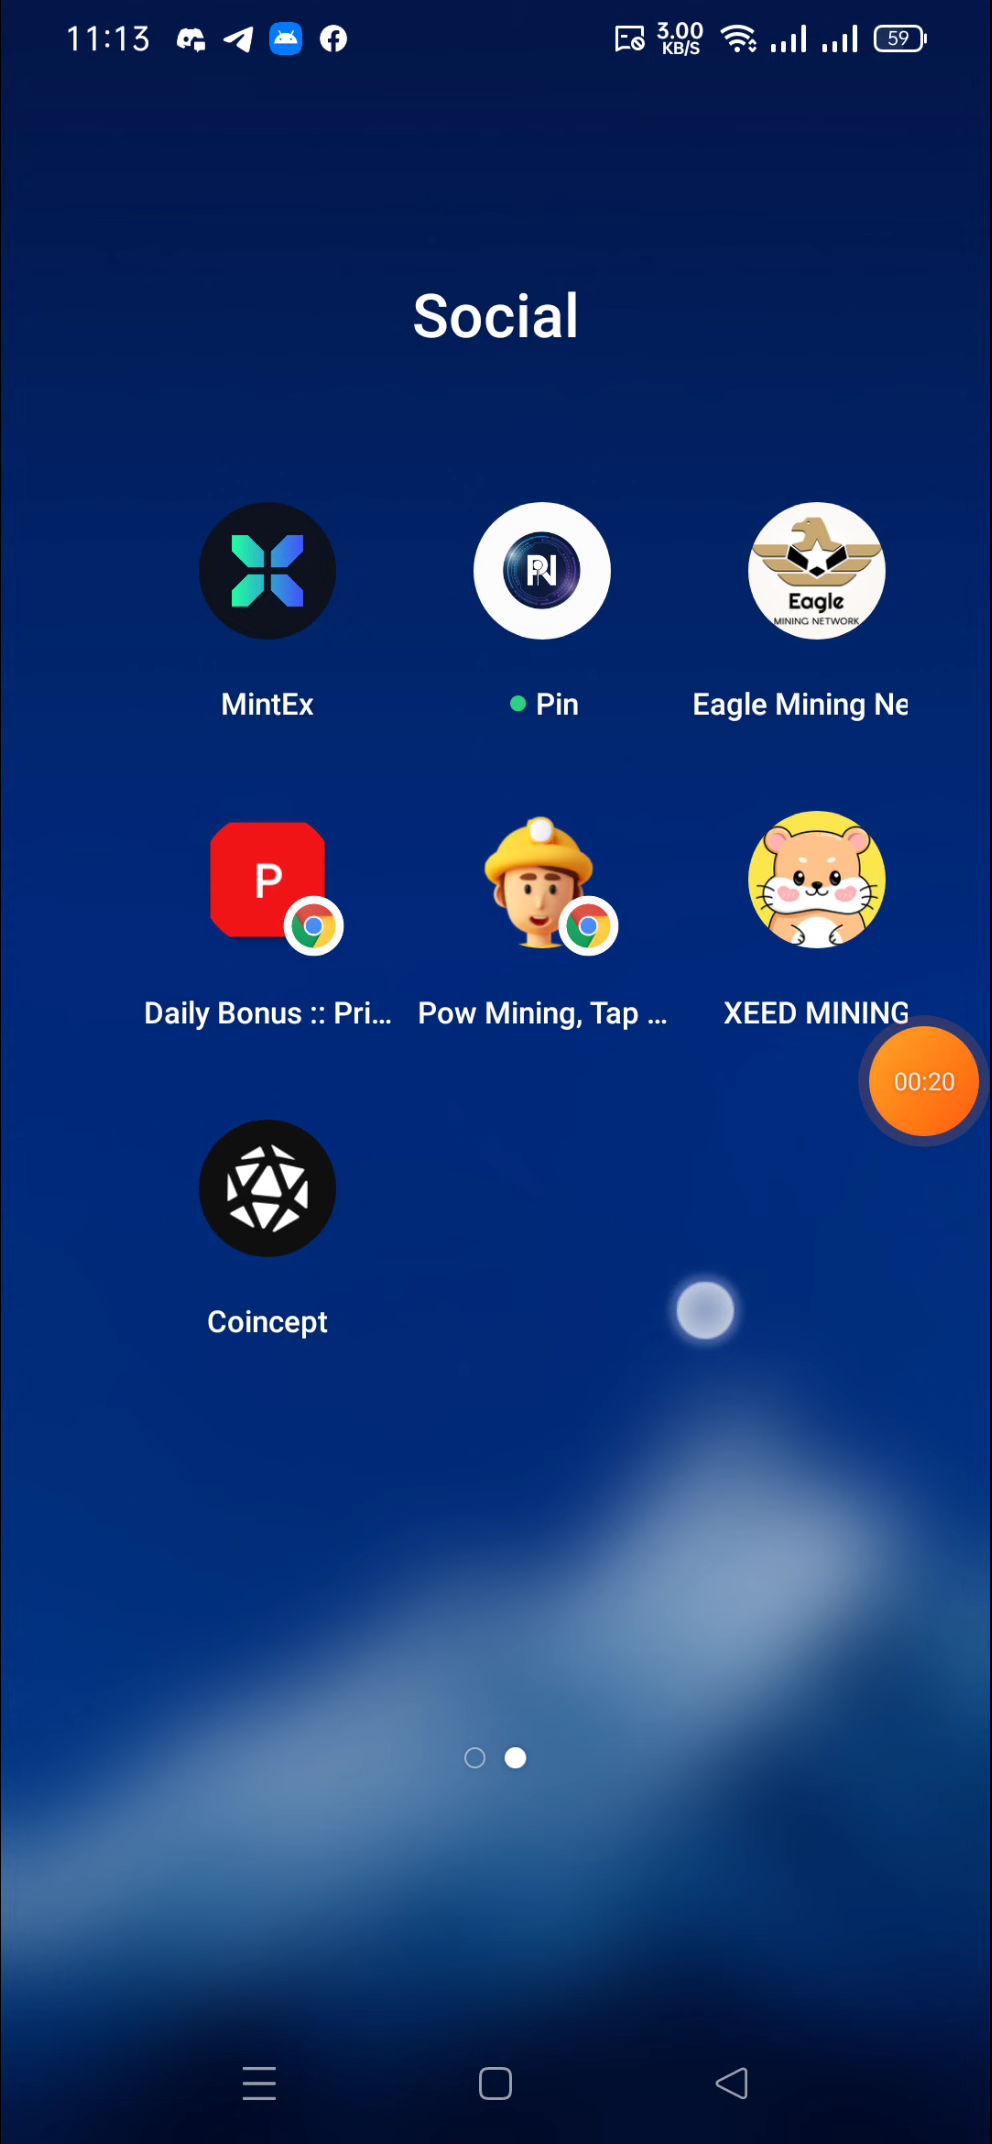 11:13
3.00
KB/S
59
Social
PN
Eagle
MINING NETWORK
MintEx
Pin
Eagle Mining Ne
P
Daily Bonus :: Pri...
Pow Mining, Tap ...
XEED MINING
00:20
Coincept